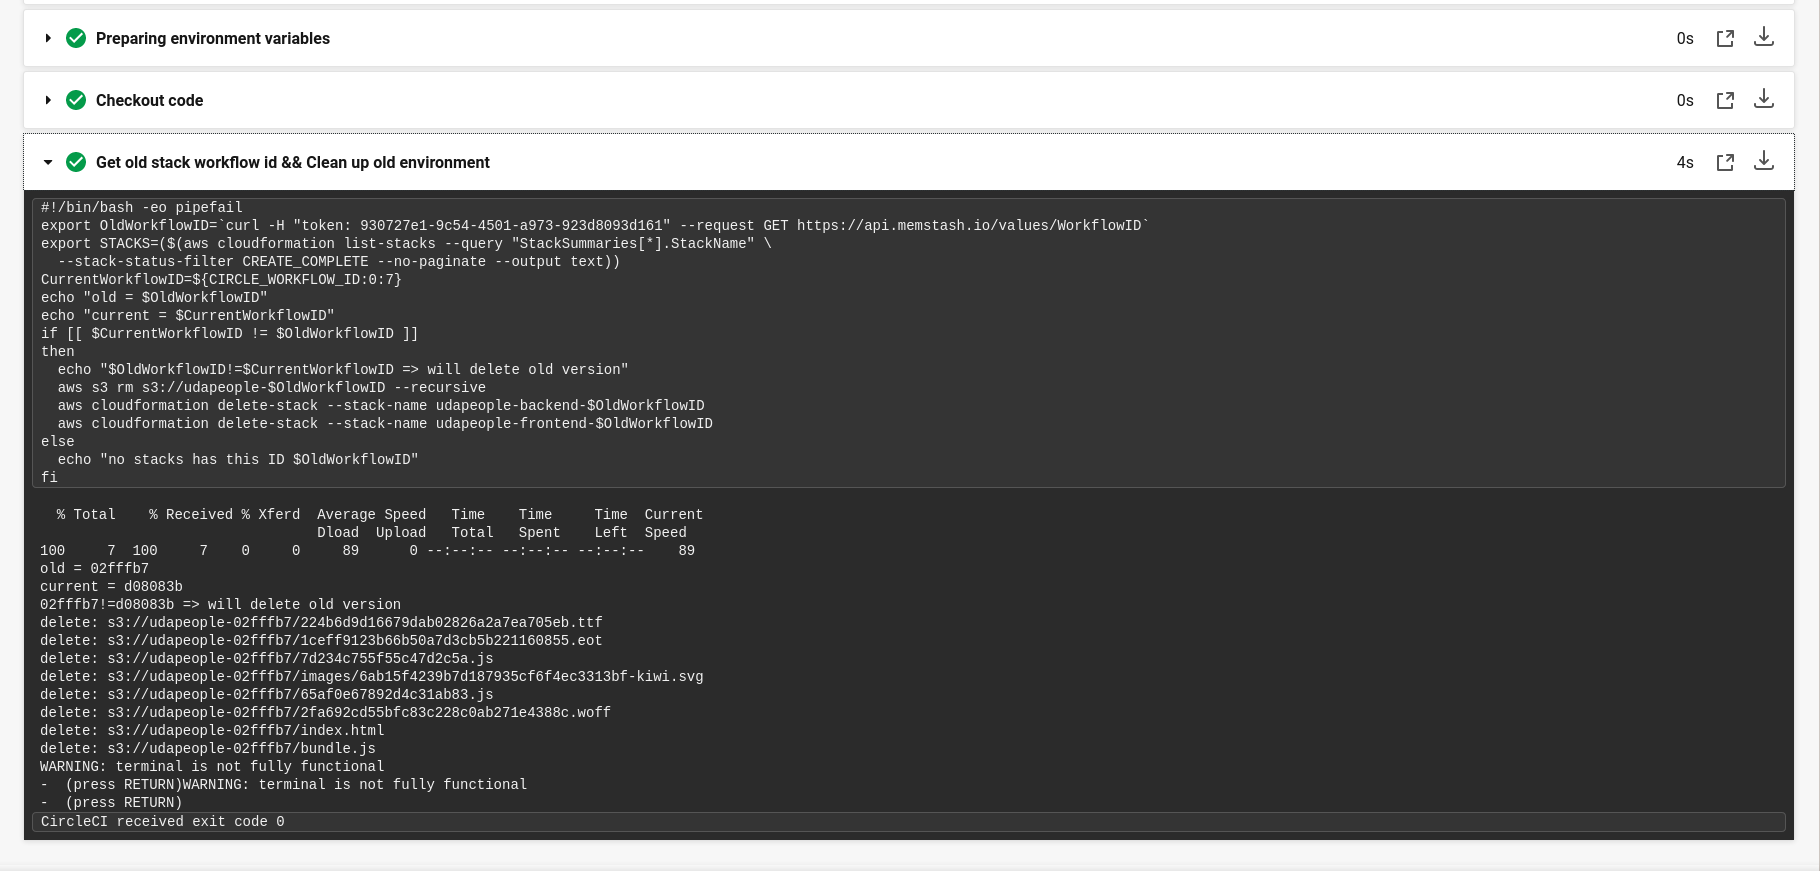 Preparing environment variables 0s
Checkout code 0s
Get old stack workflow id && Clean up old environment 4s
#!/bin/bash -eo pipefail
export OldWorkflowID=`curl -H "token: 930727e1-9c54-4501-a973-923d8093d161" --request GET https://api.memstash.io/values/WorkflowID`
export STACKS=($(aws cloudformation list-stacks --query "StackSummaries[*].StackName" \
  --stack-status-filter CREATE_COMPLETE --no-paginate --output text))
CurrentWorkflowID=${CIRCLE_WORKFLOW_ID:0:7}
echo "old = $OldWorkflowID"
echo "current = $CurrentWorkflowID"
if [[ $CurrentWorkflowID != $OldWorkflowID ]]
then
  echo "$OldWorkflowID!=$CurrentWorkflowID => will delete old version"
  aws s3 rm s3://udapeople-$OldWorkflowID --recursive
  aws cloudformation delete-stack --stack-name udapeople-backend-$OldWorkflowID
  aws cloudformation delete-stack --stack-name udapeople-frontend-$OldWorkflowID
else
  echo "no stacks has this ID $OldWorkflowID"
fi
  % Total    % Received % Xferd  Average Speed   Time    Time     Time  Current
                                 Dload  Upload   Total   Spent    Left  Speed
100     7  100     7    0     0     89      0 --:--:-- --:--:-- --:--:--    89
old = 02fffb7
current = d08083b
02fffb7!=d08083b => will delete old version
delete: s3://udapeople-02fffb7/224b6d9d16679dab02826a2a7ea705eb.ttf
delete: s3://udapeople-02fffb7/1ceff9123b66b50a7d3cb5b221160855.eot
delete: s3://udapeople-02fffb7/7d234c755f55c47d2c5a.js
delete: s3://udapeople-02fffb7/images/6ab15f4239b7d187935cf6f4ec3313bf-kiwi.svg
delete: s3://udapeople-02fffb7/65af0e67892d4c31ab83.js
delete: s3://udapeople-02fffb7/2fa692cd55bfc83c228c0ab271e4388c.woff
delete: s3://udapeople-02fffb7/index.html
delete: s3://udapeople-02fffb7/bundle.js
WARNING: terminal is not fully functional
-  (press RETURN)WARNING: terminal is not fully functional
-  (press RETURN)
CircleCI received exit code 0